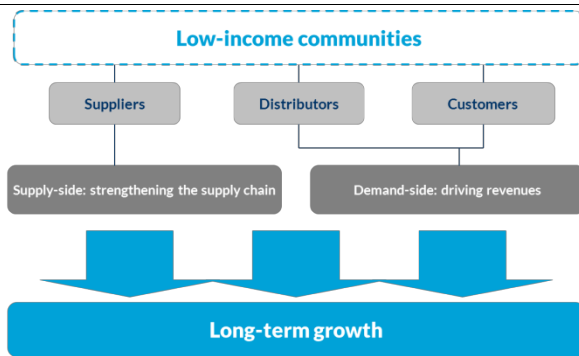 Low-income communities
Suppliers
Distributors
Customers
Supply-side: strengthening the supply chain
Demand-side: driving revenues
Long-term growth